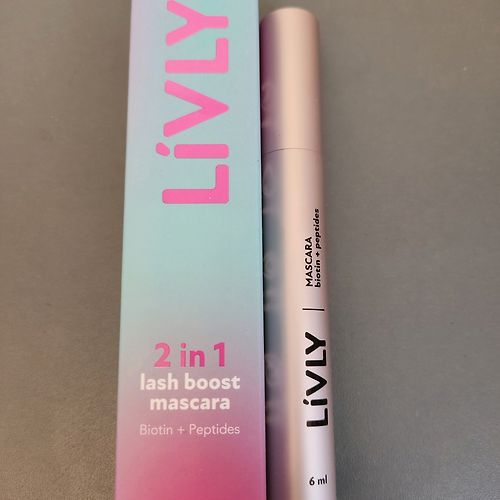 LíVLY
2 in 1
lash boost
mascara
Biotin + Peptides
LíVLY
MASCARA
biotin + peptides
6 ml